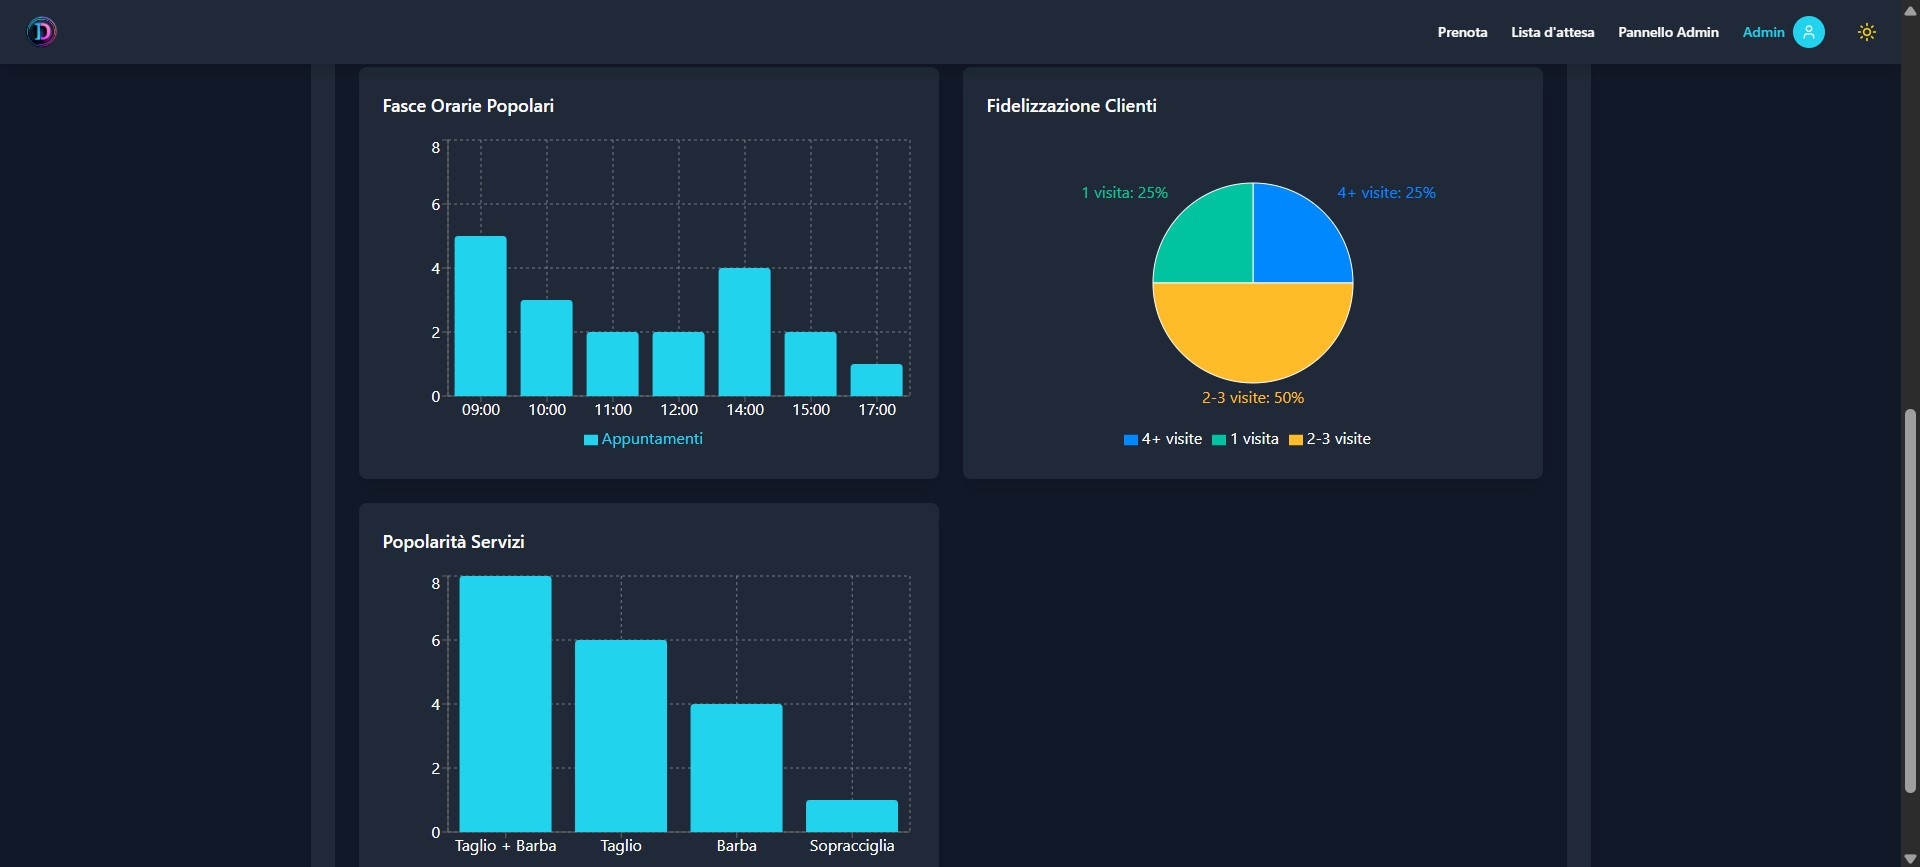 Prenota Lista d'attesa Pannello Admin Admin
Fasce Orarie Popolari
8
6
4
2
0
09:00 10:00 11:00 12:00 14:00 15:00 17:00
Appuntamenti
Fidelizzazione Clienti
1 visita: 25%
4+ visite: 25%
2-3 visite: 50%
4+ visite 1 visita 2-3 visite
Popolarità Servizi
8
6
4
2
0
Taglio + Barba Taglio Barba Sopracciglia